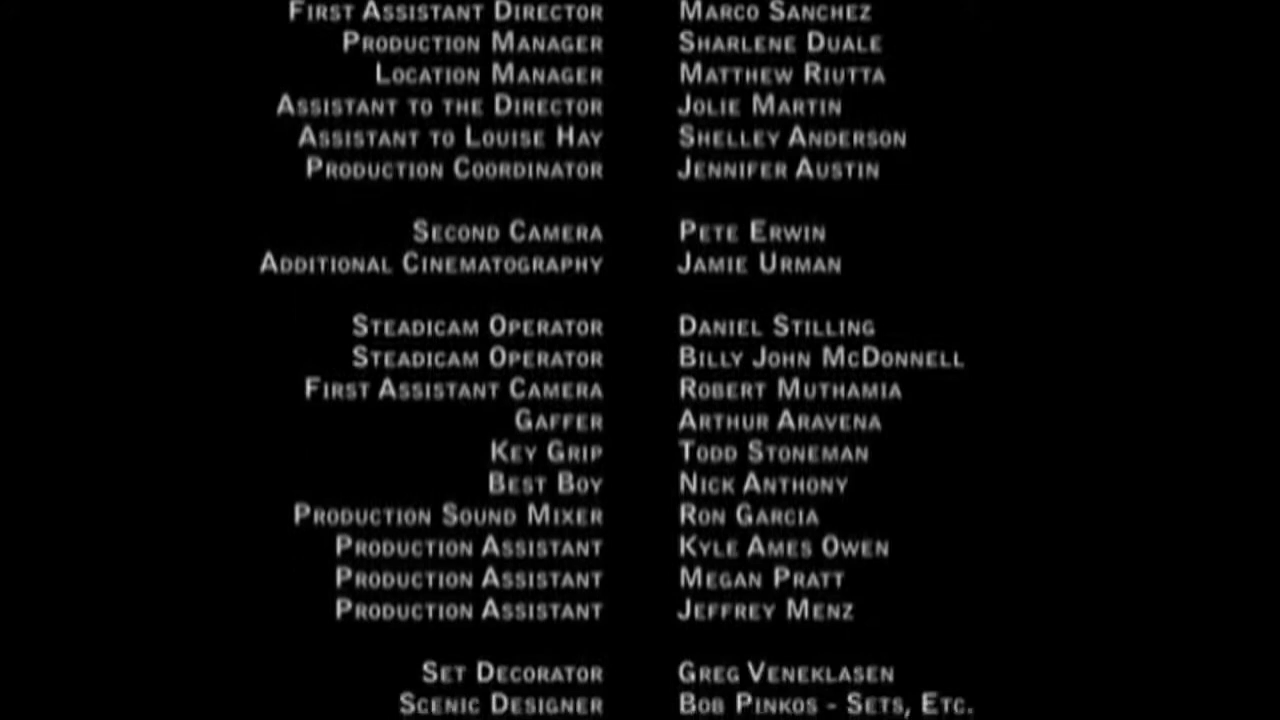 First Assistant Director Marco Sanchez
Production Manager Sharlene Duale
Location Manager Matthew Riutta
Assistant to the Director Jolie Martin
Assistant to Louise Hay Shelley Anderson
Production Coordinator Jennifer Austin
Second Camera Pete Erwin
Additional Cinematography Jamie Urman
Steadicam Operator Daniel Stilling
Steadicam Operator Billy John McDonnell
First Assistant Camera Robert Muthamia
Gaffer Arthur Aravena
Key Grip Todd Stoneman
Best Boy Nick Anthony
Production Sound Mixer Ron Garcia
Production Assistant Kyle Ames Owen
Production Assistant Megan Pratt
Production Assistant Jeffrey Menz
Set Decorator Greg Veneklasen
Scenic Designer Bob Pinkos - Sets, Etc.